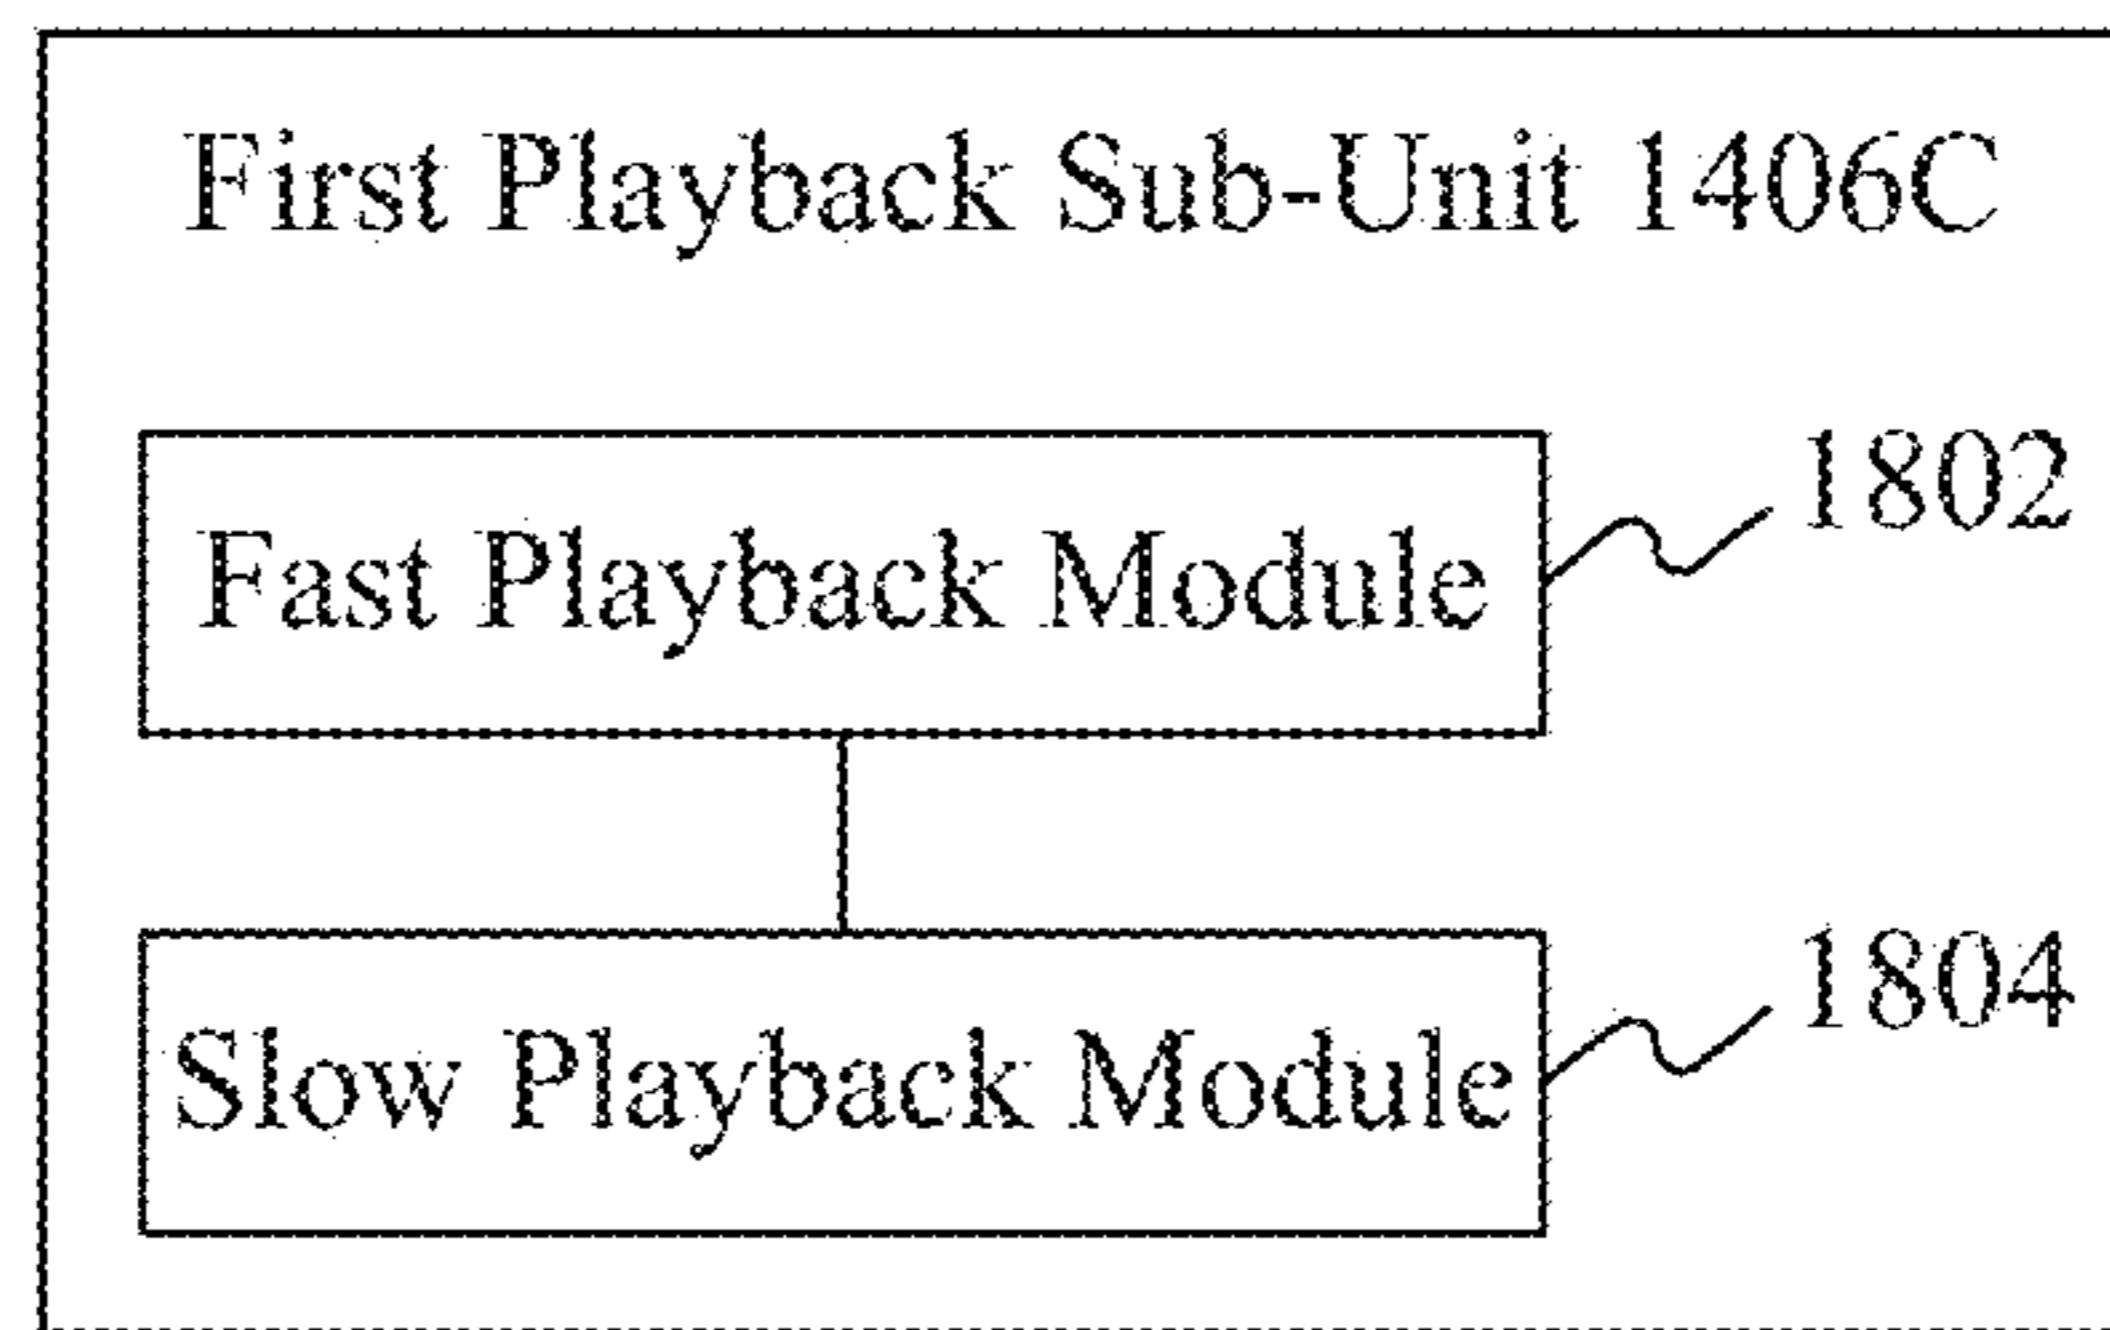 First Playback Sub-Unit 1406C
1802
Fast Playback Module
1804
Slow Playback Module